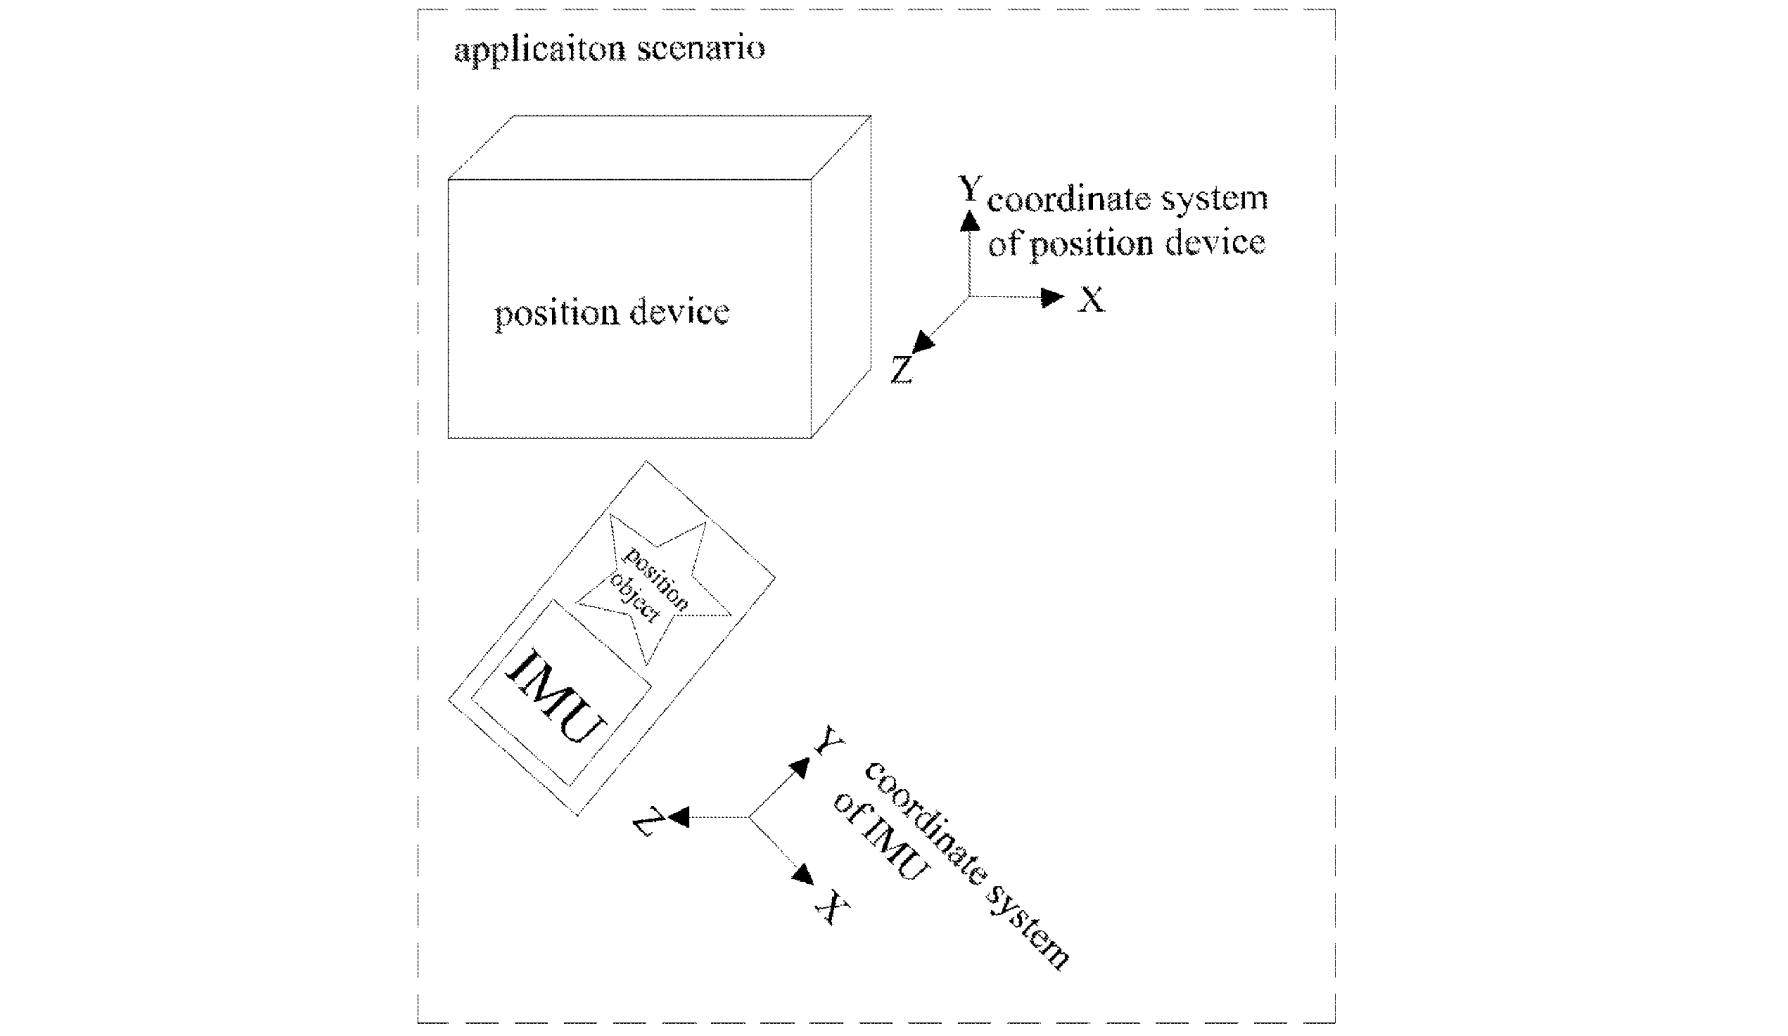 applicaiton scenario
Y
coordinate system
of position device
X
Z
position device
position
object
IMU
Y
Z
X
coordinate system
of IMU